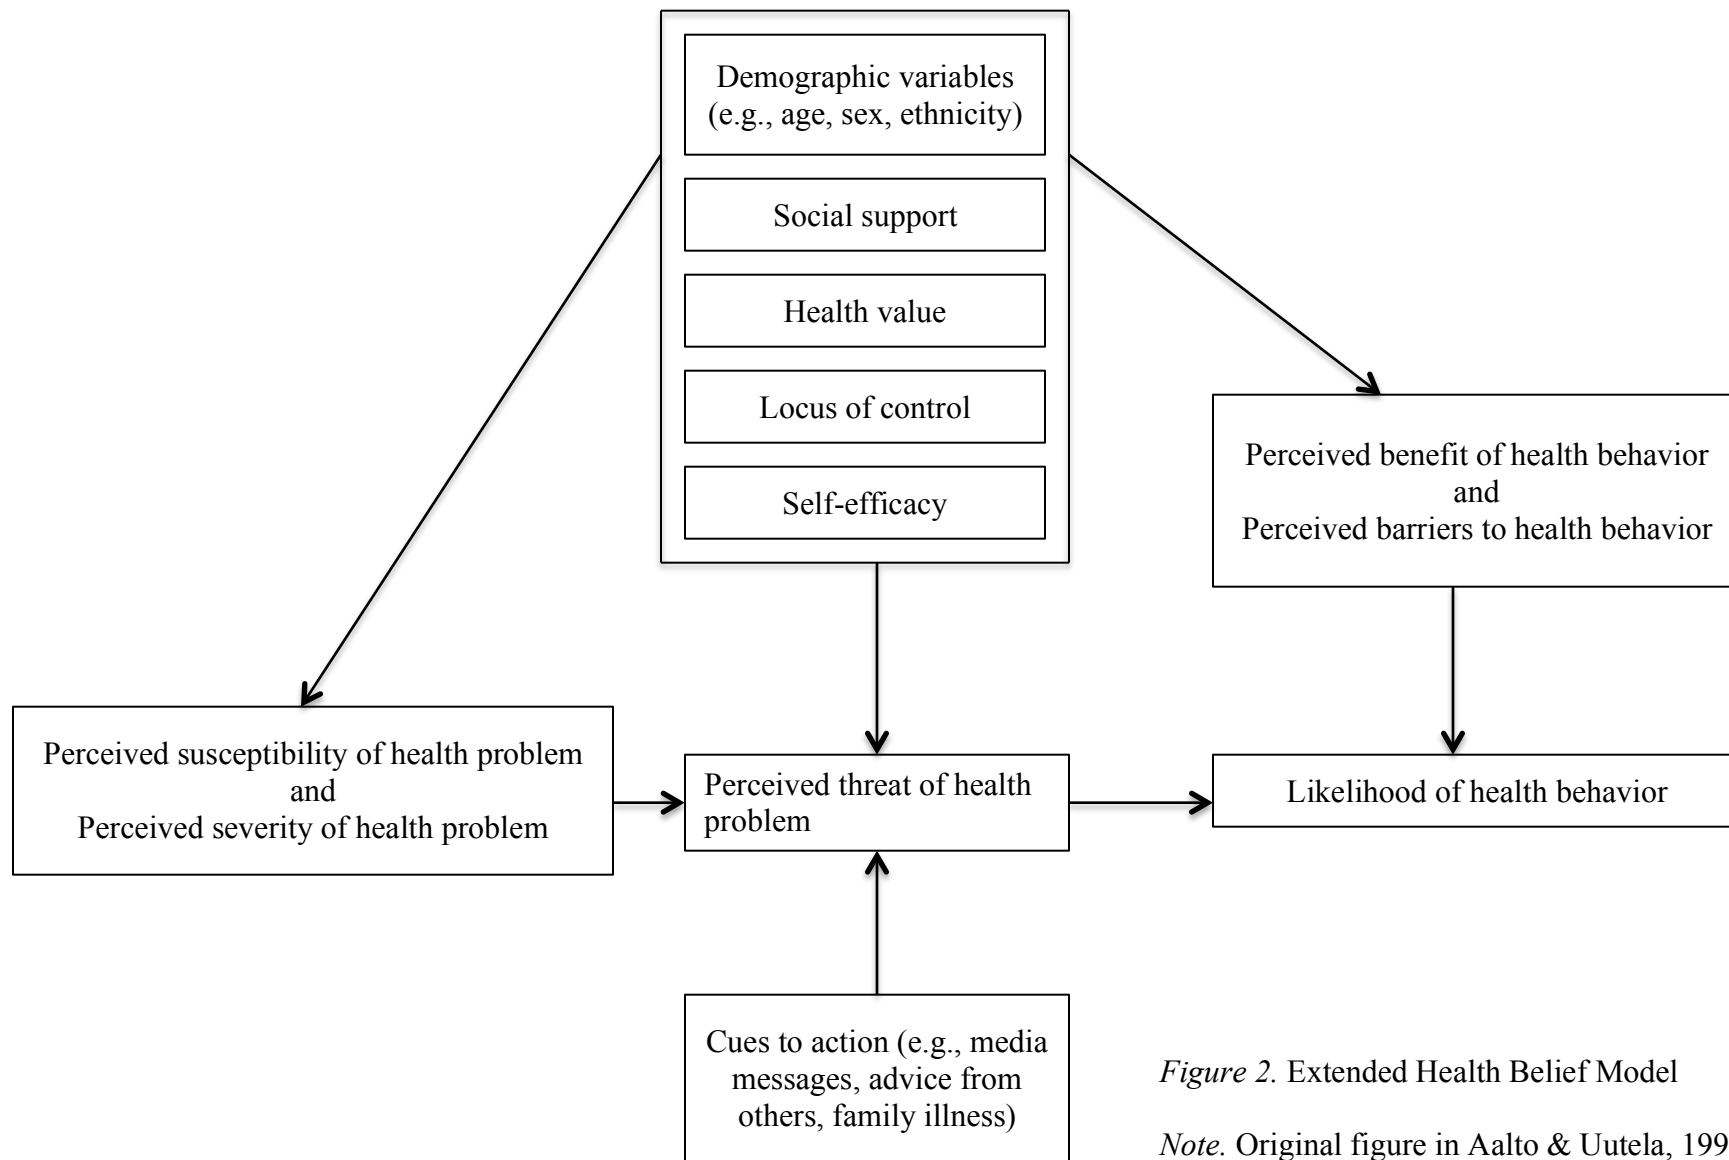 Demographic variables
(e.g., age, sex, ethnicity)
Social support
Health value
Locus of control
Self-efficacy
Perceived benefit of health behavior
and
Perceived barriers to health behavior
Perceived susceptibility of health problem
and
Perceived severity of health problem
Perceived threat of health
problem
Likelihood of health behavior
Cues to action (e.g., media
messages, advice from
others, family illness)
Figure 2. Extended Health Belief Model
Note. Original figure in Aalto & Uutela, 199